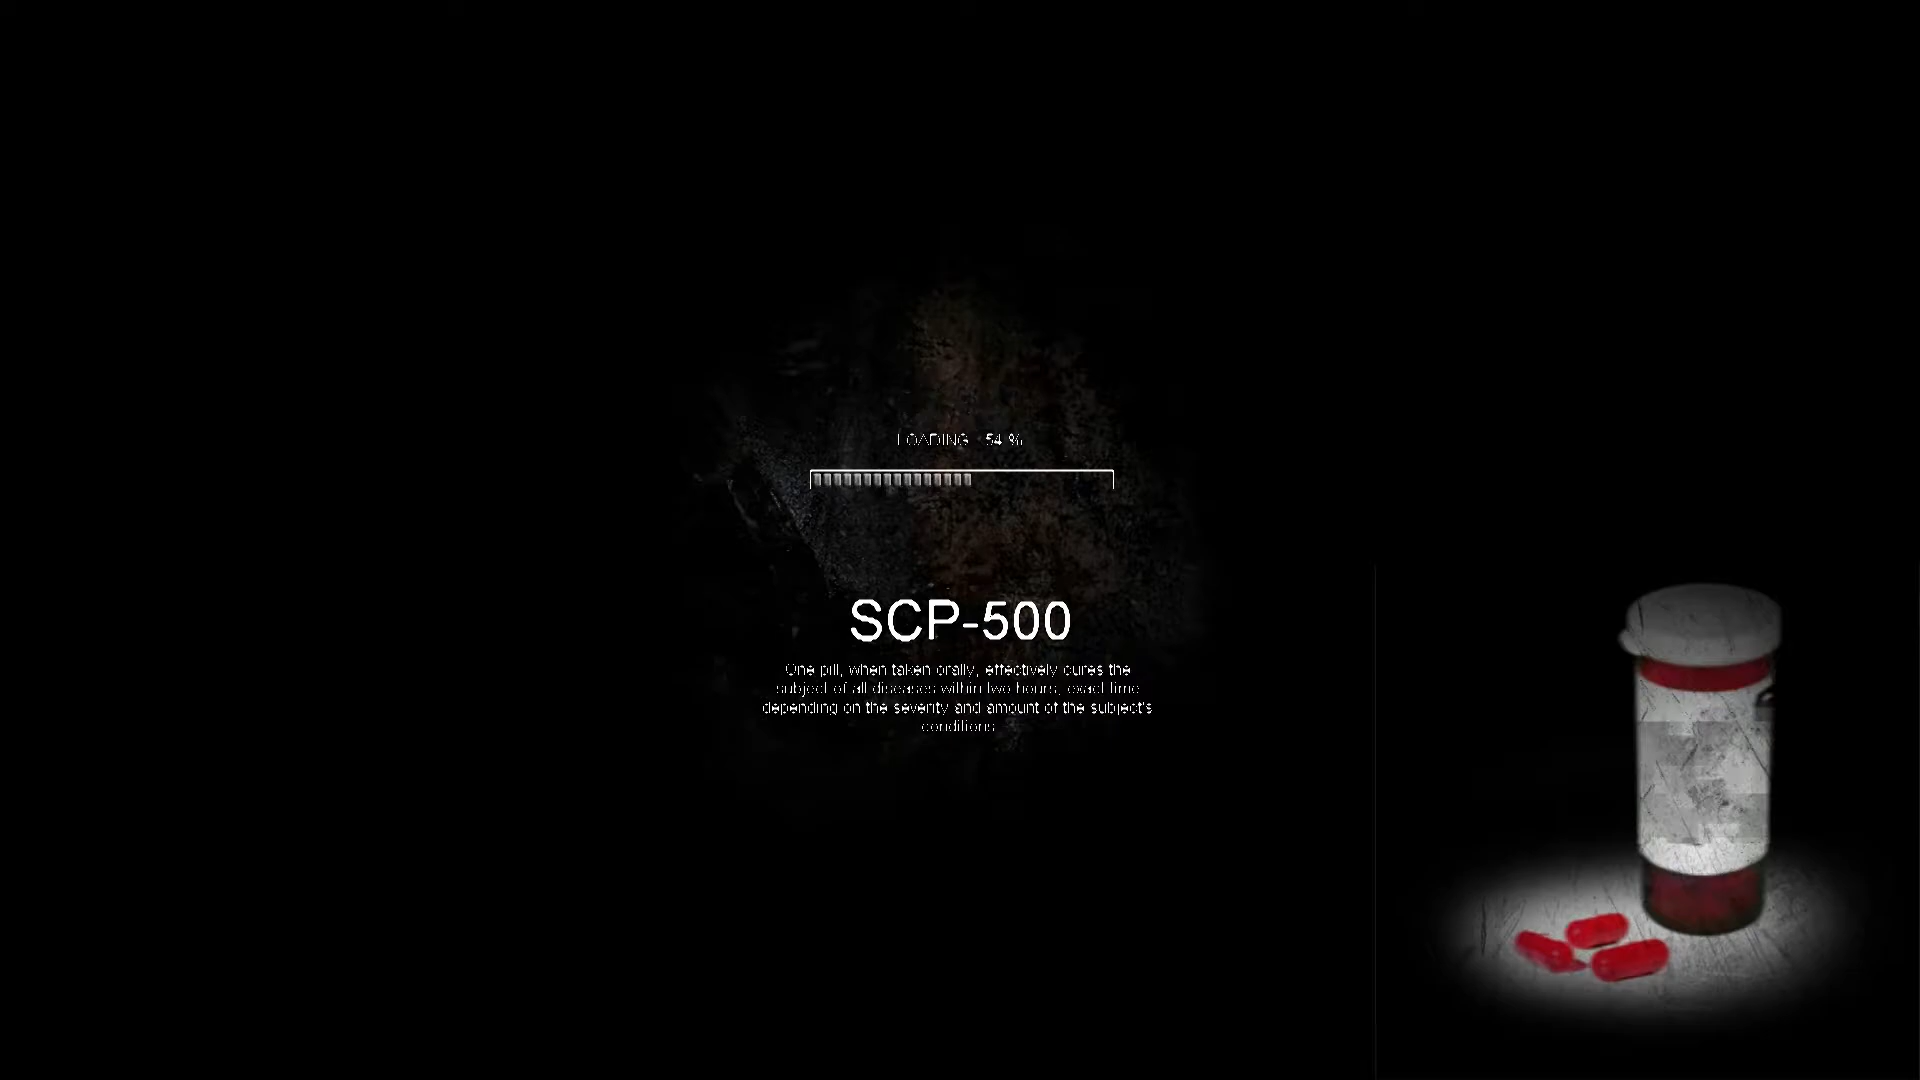 LOADING - 54 %
SCP-500
One pill, when taken orally, effectively cures the
subject of all diseases within two hours, exact time
depending on the severity and amount of the subject's
conditions.